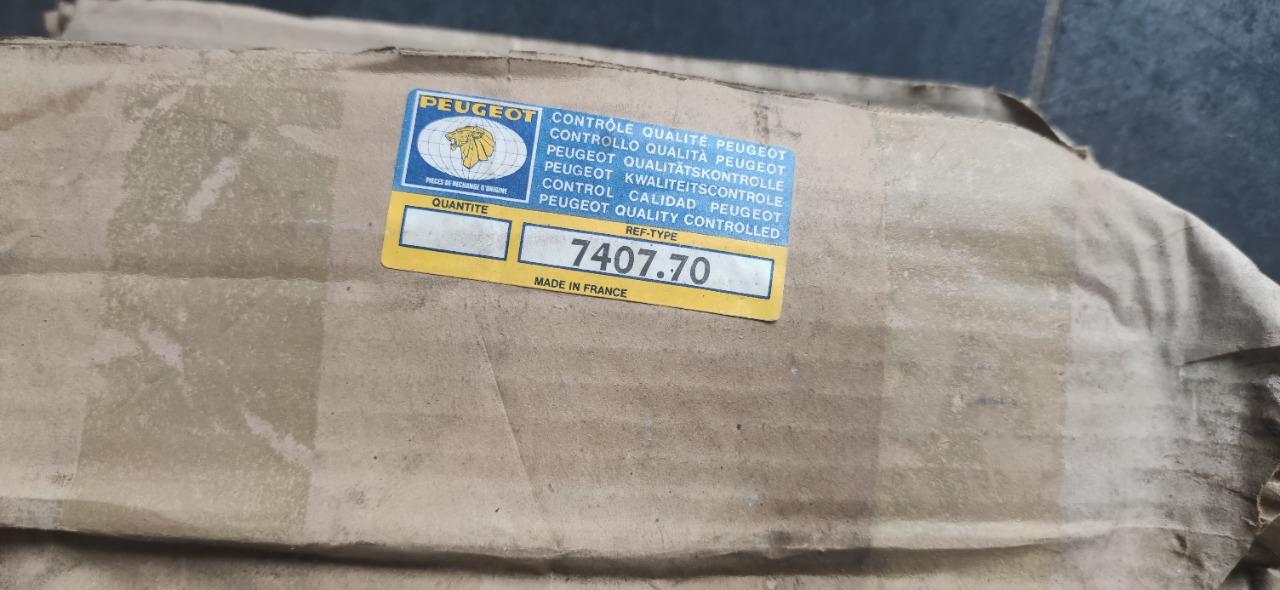 PEUGEOT
PIECES DE RECHANGE D'ORIGINE
CONTRÔLE QUALITÉ PEUGEOT
CONTROLLO QUALITÀ PEUGEOT
PEUGEOT QUALITÄTSKONTROLLE
PEUGEOT KWALITEITSCONTROLE
CONTROL CALIDAD PEUGEOT
PEUGEOT QUALITY CONTROLLED
QUANTITE
REF-TYPE
7407.70
MADE IN FRANCE